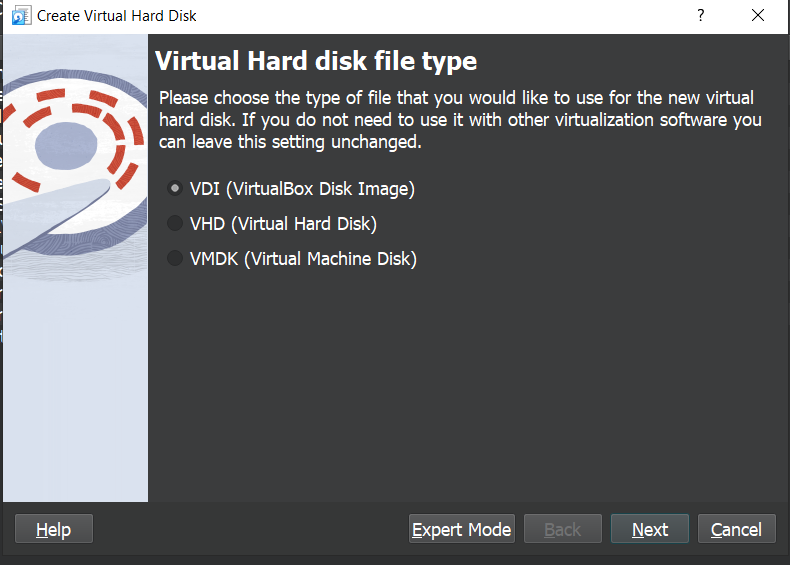 Create Virtual Hard Disk
?
Virtual Hard disk file type
Please choose the type of file that you would like to use for the new virtual
hard disk. If you do not need to use it with other virtualization software you
can leave this setting unchanged.
VDI (VirtualBox Disk Image)
VHD (Virtual Hard Disk)
VMDK (Virtual Machine Disk)
Help Expert Mode Back Next Cancel